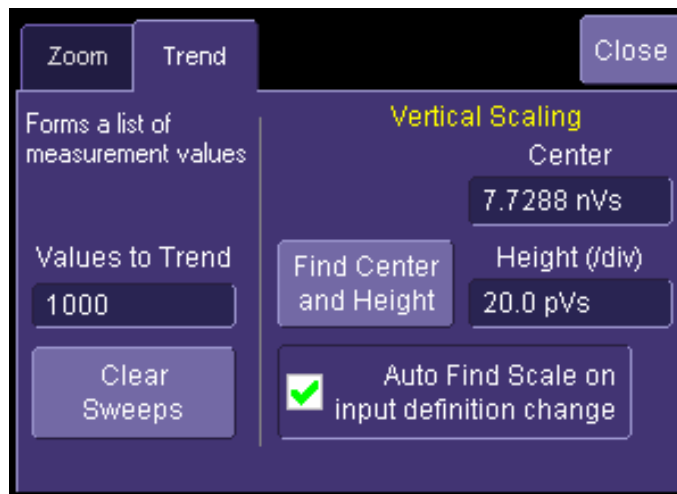 Zoom
Trend
Close
Forms a list of
measurement values
Values to Trend
1000
Clear
Sweeps
Vertical Scaling
Center
7.7288 nVs
Find Center
and Height
Height (/div)
20.0 pVs
Auto Find Scale on
input definition change